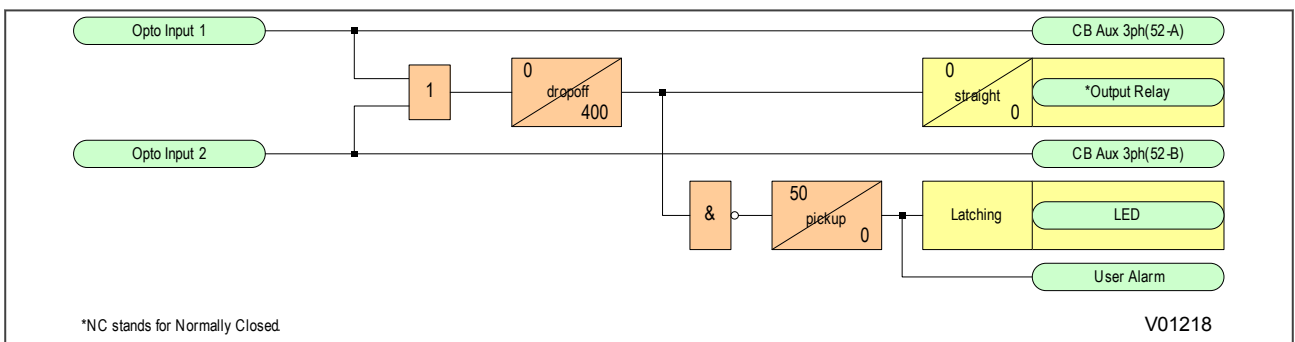 Opto Input 1
CB Aux 3ph(52-A)
0
dropoff
400
1
0
straight
0
*Output Relay
Opto Input 2
CB Aux 3ph(52-B)
&
50
pickup
0
Latching
LED
User Alarm
*NC stands for Normally Closed.
V01218